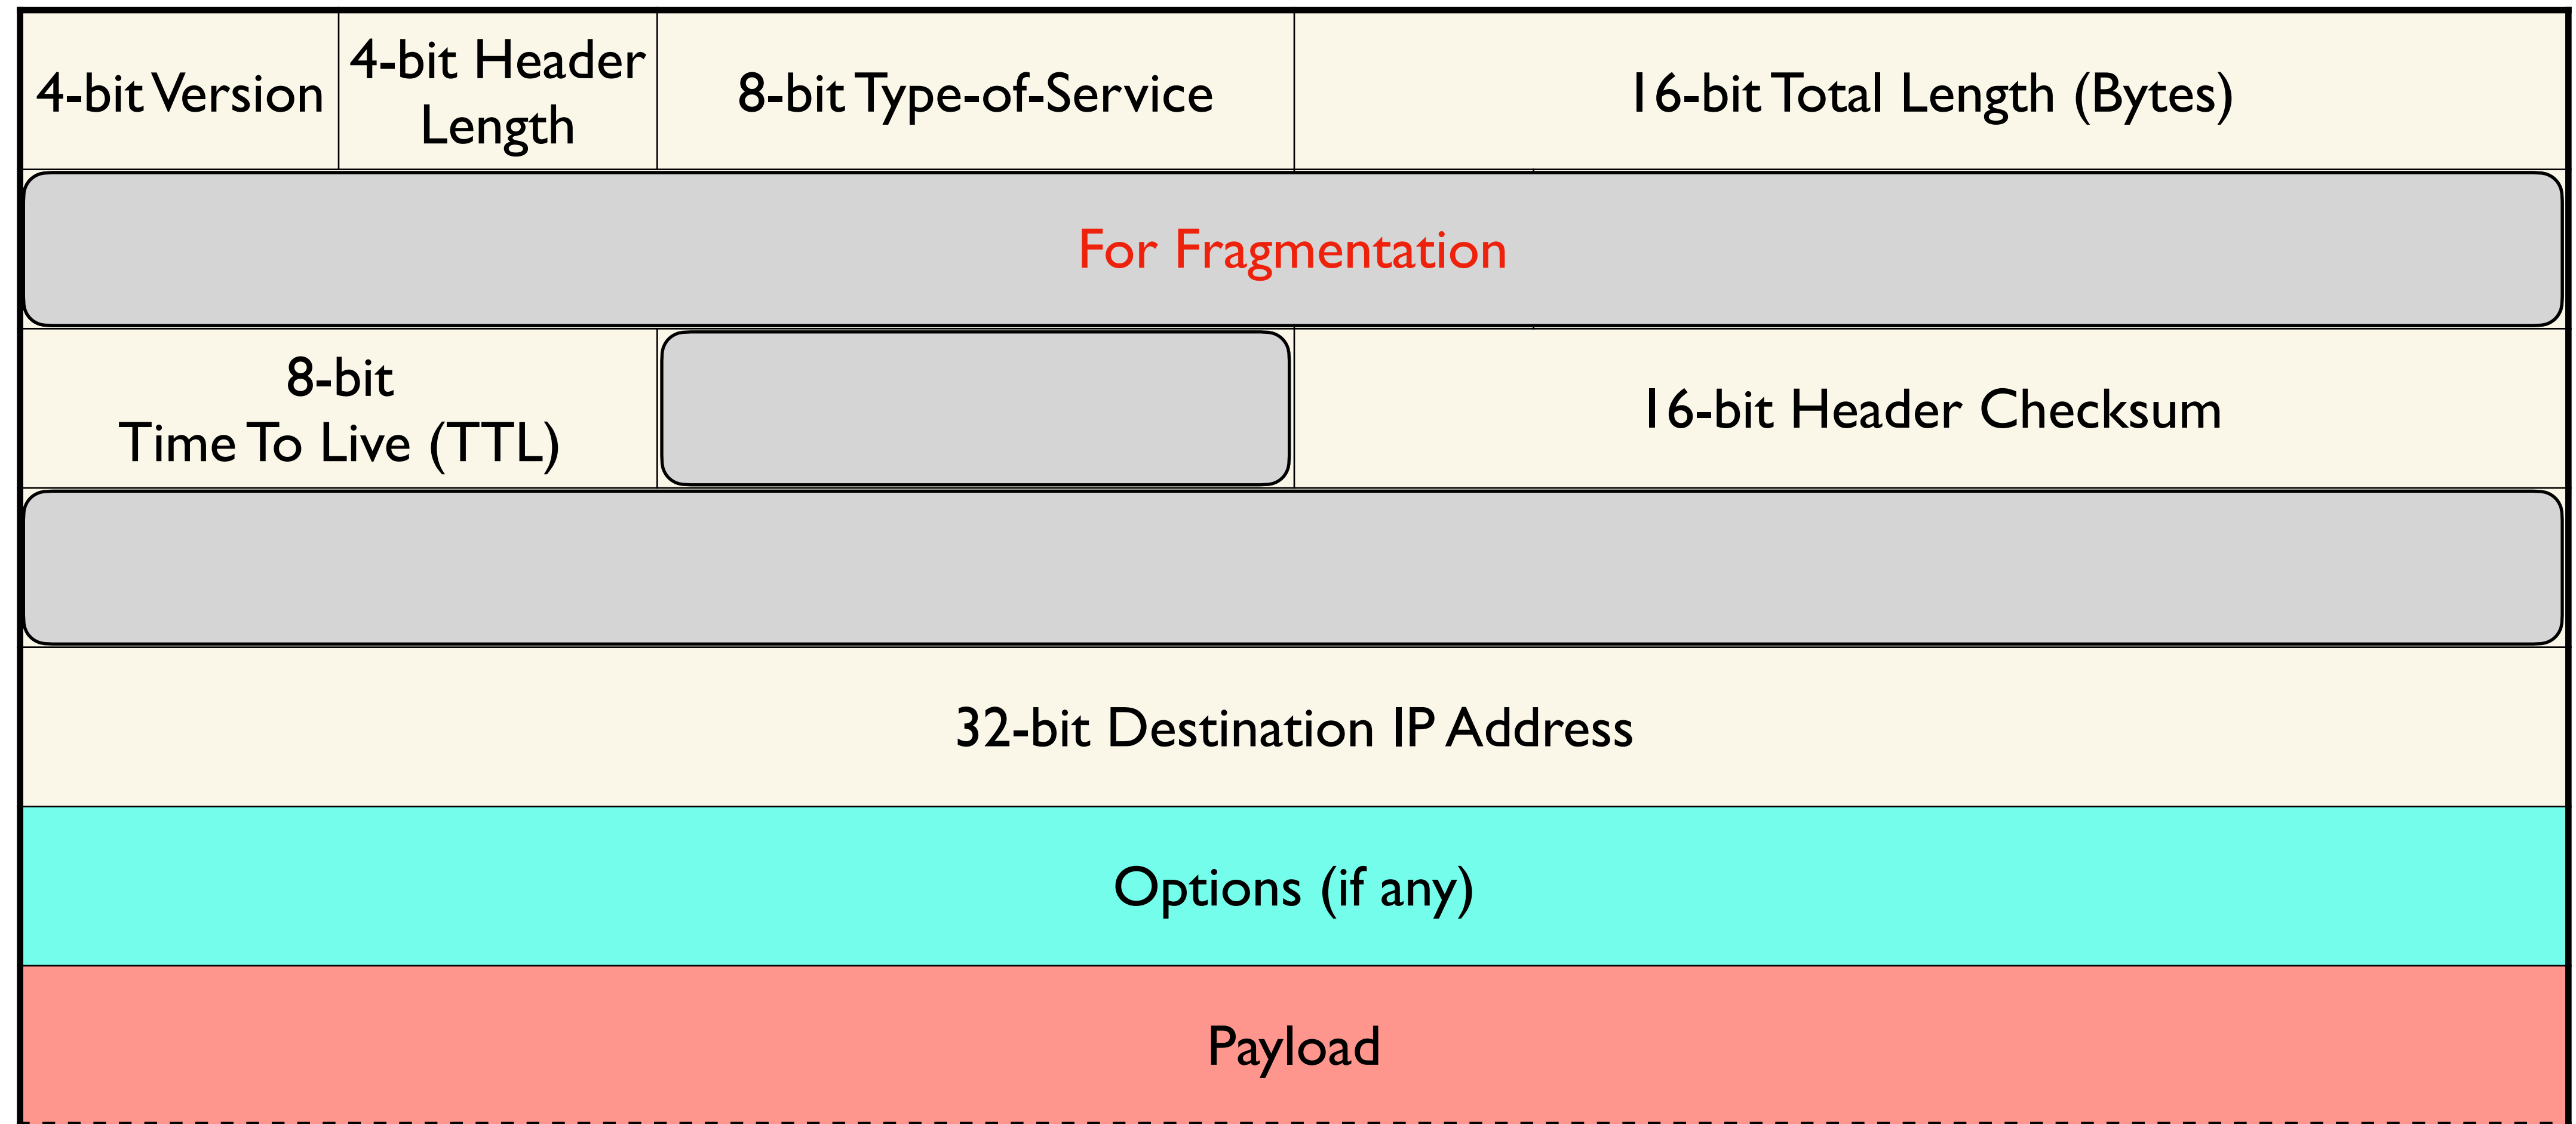 4-bit Version
4-bit Header
Length
8-bit Type-of-Service
16-bit Total Length (Bytes)
For Fragmentation
8-bit
Time To Live (TTL)
16-bit Header Checksum
32-bit Destination IP Address
Options (if any)
Payload